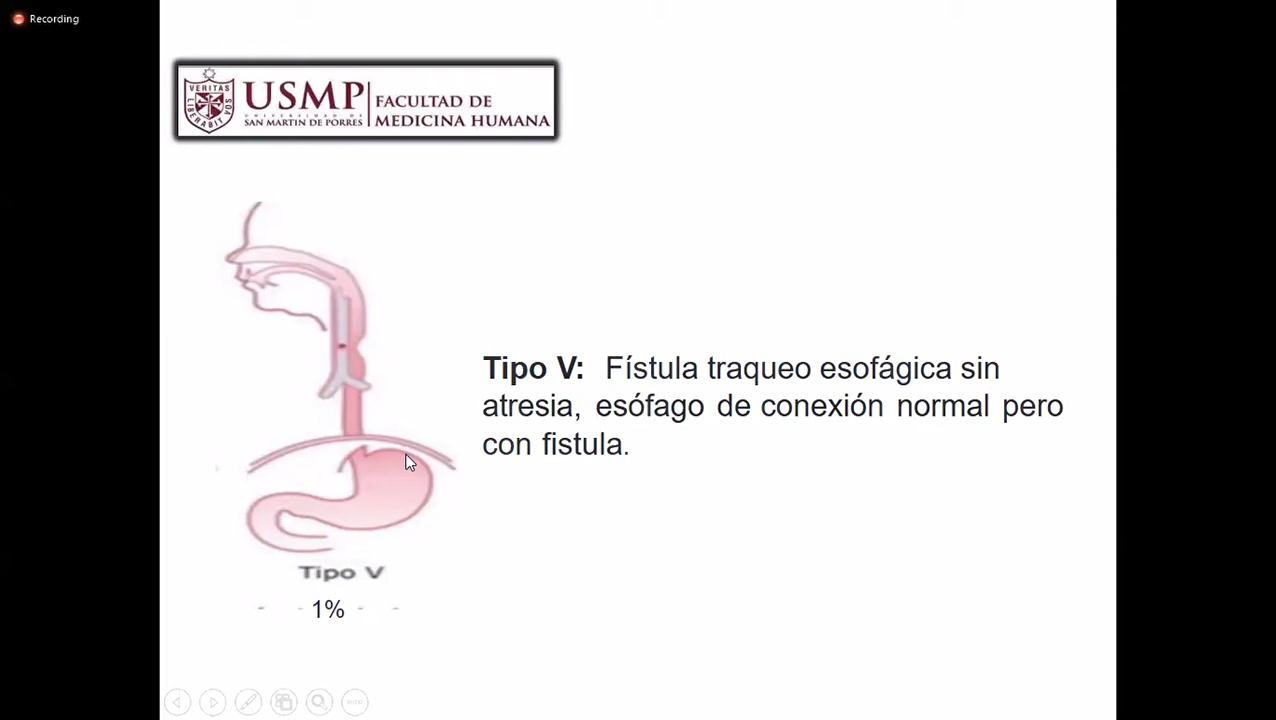 Recording
VERITAS
LIBERABIT
VOS
USMP
UNIVERSIDAD DE
SAN MARTIN DE PORRES
FACULTAD DE
MEDICINA HUMANA
Tipo V: Fístula traqueo esofágica sin
atresia, esófago de conexión normal pero
con fistula.
Tipo V
1%